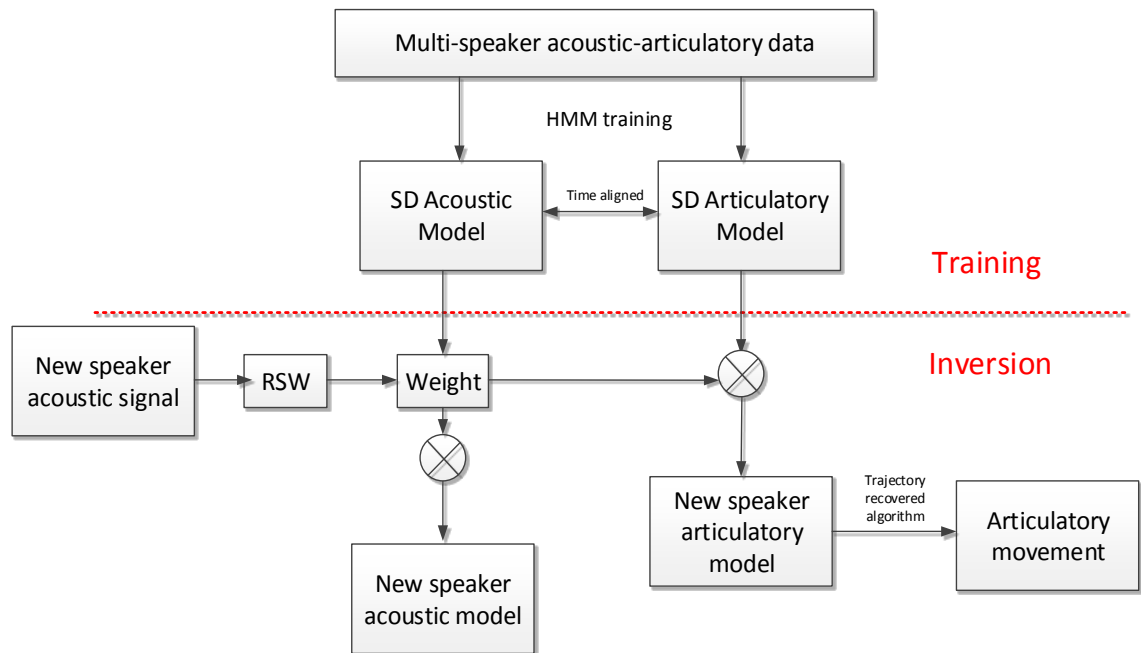 Multi-speaker acoustic-articulatory data
HMM training
SD Acoustic
Model
Time aligned
SD Articulatory
Model
Training
New speaker
acoustic signal
RSW
Weight
Inversion
New speaker
articulatory
model
Trajectory
recovered
algorithm
Articulatory
movement
New speaker
acoustic model